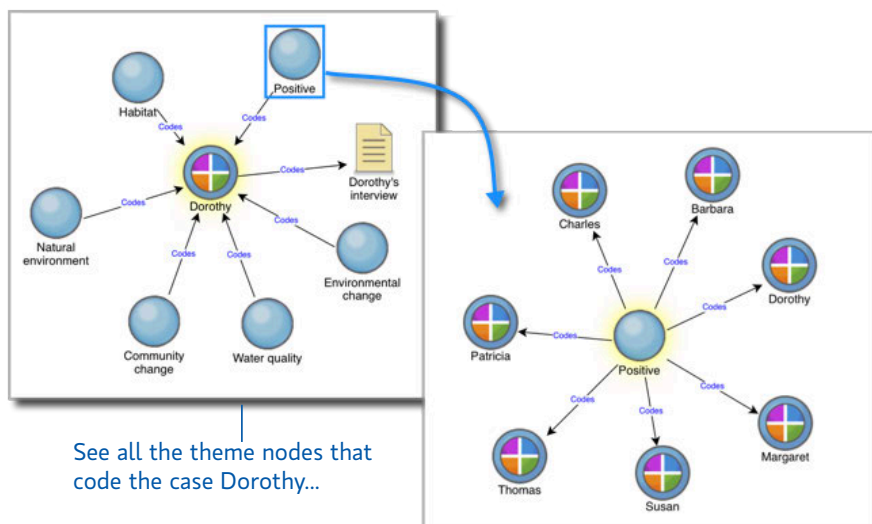 Positive
Habitat
Codes
Codes
Codes
Dorothy's
interview
Dorothy
Codes
Natural
environment
Codes
Codes
Codes
Environmental
change
Community
change
Water quality
See all the theme nodes that
code the case Dorothy...
Barbara
Charles
Codes
Codes
Dorothy
Codes
Codes
Patricia
Positive
Codes
Codes
Codes
Margaret
Thomas
Susan